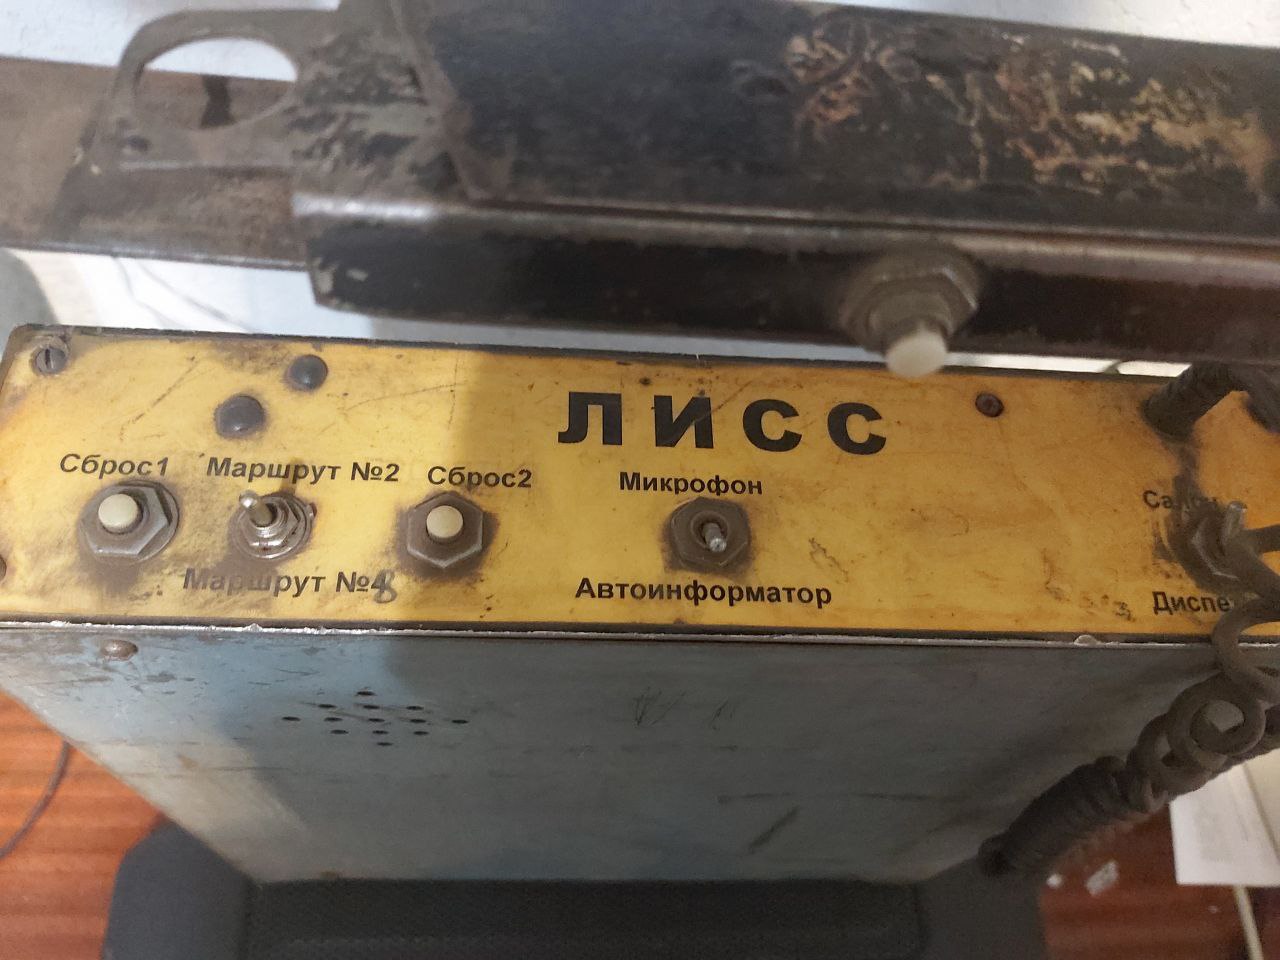 ЛИСС
Сброс1 Маршрут №2 Сброс2 Микрофон
Маршрут №8 Автоинформатор